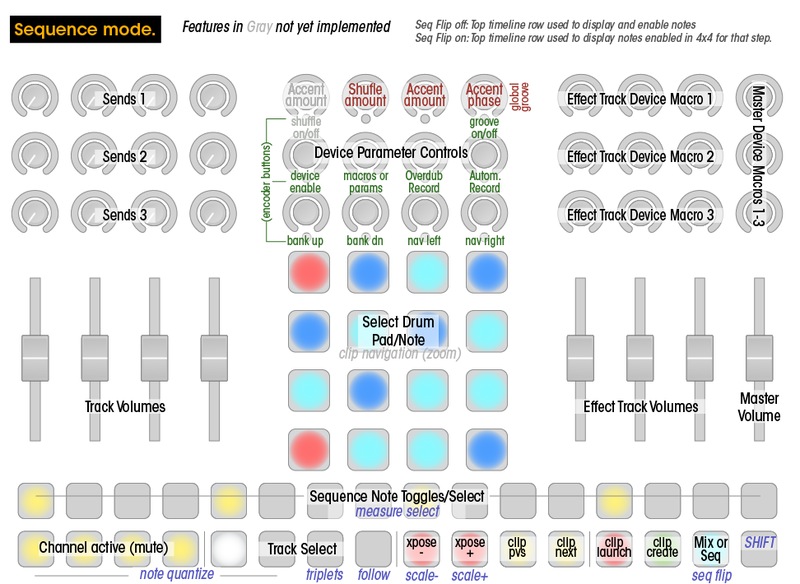 Sequence mode.
Features in Gray not yet implemented
Seq Flip off: Top timeline row used to display and enable notes
Seq Flip on: Top timeline row used to display notes enabled in 4x4 for that step.
Sends 1
Accent amount
Shufle amount
Accent amount
Accent phase
global groove
Effect Track Device Macro 1
Master Device Macros 1-3
shuffle on/off
groove on/off
(encoder buttons)
Sends 2
Device Parameter Controls
Effect Track Device Macro 2
device enable
macros or params
Overdub Record
Autom. Record
Sends 3
Effect Track Device Macro 3
bank up
bank dn
nav left
nav right
Select Drum
Pad/Note
clip navigation (zoom)
Track Volumes
Effect Track Volumes
Master
Volume
Sequence Note Toggles/Select
measure select
Channel active (mute)
Track Select
xpose -
xpose +
clip pvs
clip next
clip launch
clip create
Mix or Seq
SHIFT
note quantize
triplets
follow
scale-
scale+
seq flip